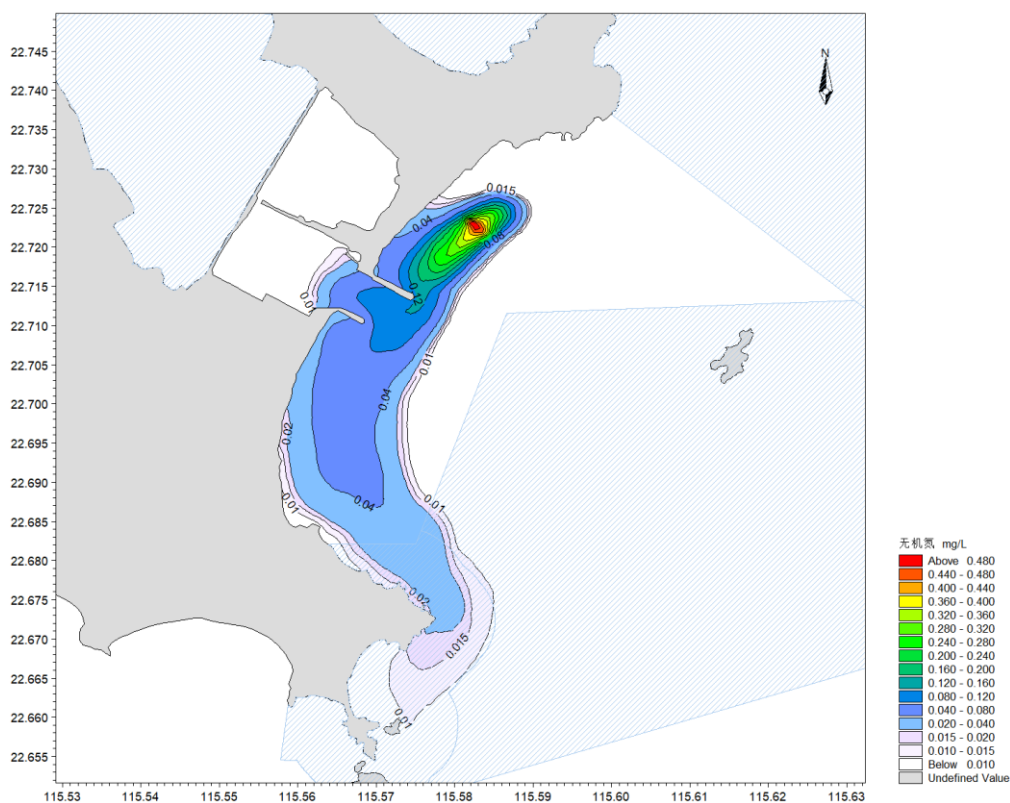 N
22.745
22.740
22.735
22.730
22.725
22.720
22.715
22.710
22.705
22.700
22.695
22.690
22.685
22.680
22.675
22.670
22.665
22.660
22.655
0.015
0.04
0.08
0.12
0.01
0.01
0.04
0.02
0.01
0.04
0.01
0.02
0.015
0.01
115.53
115.54
115.55
115.56
115.57
115.58
115.59
115.60
115.61
115.62
115.63
无机氮 mg/L
Above 0.480
0.440 - 0.480
0.400 - 0.440
0.360 - 0.400
0.320 - 0.360
0.280 - 0.320
0.240 - 0.280
0.200 - 0.240
0.160 - 0.200
0.120 - 0.160
0.080 - 0.120
0.040 - 0.080
0.020 - 0.040
0.015 - 0.020
0.010 - 0.015
Below 0.010
Undefined Value